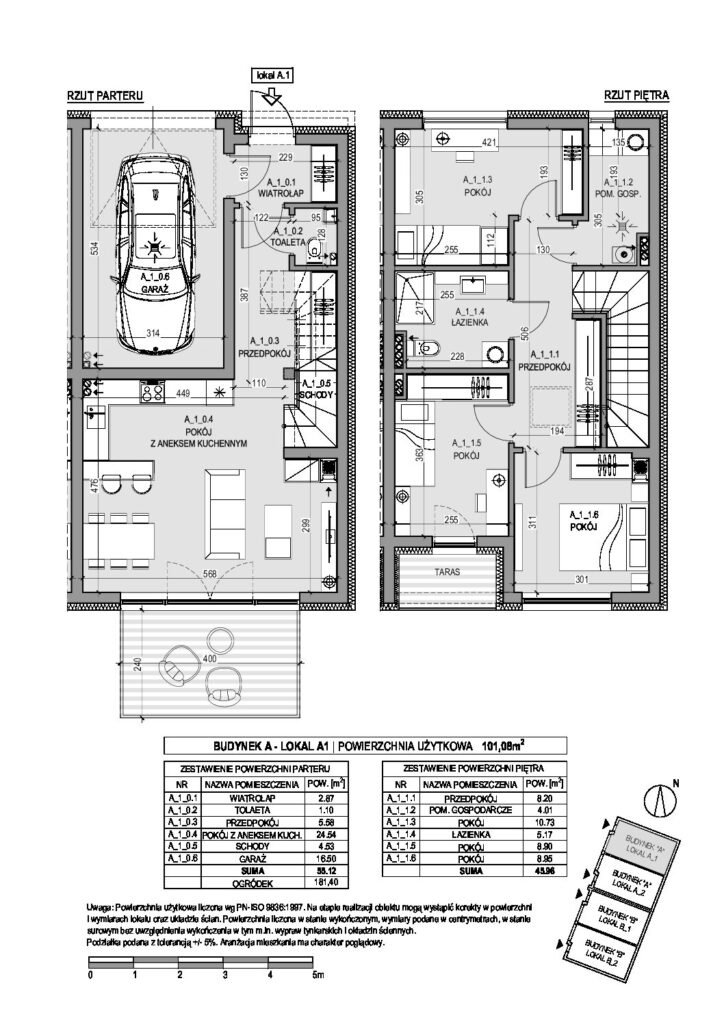 lokal A.1
RZUT PARTERU
RZUT PIĘTRA
229
130
A_1_0.1
WIATROŁAP
122
95
A_1_0.2
TOALETA
128
534
A_1_0.6
GARAŻ
314
387
A_1_0.3
PRZEDPOKÓJ
110
A_1_0.5
SCHODY
449
A_1_0.4
POKÓJ
Z ANEKSEM KUCHENNYM
476
299
568
400
240
421
135
193
193
A_1_1.3
POKÓJ
A_1_1.2
POM. GOSP.
305
305
112
255
130
255
217
A_1_1.4
ŁAZIENKA
228
506
A_1_1.1
PRZEDPOKÓJ
287
194
A_1_1.5
POKÓJ
363
255
311
A_1_1.6
POKÓJ
301
TARAS
BUDYNEK A - LOKAL A1 | POWIERZCHNIA UŻYTKOWA 101,08m²
ZESTAWIENIE POWIERZCHNI PARTERU
NR NAZWA POMIESZCZENIA POW. [m²]
A_1_0.1 WIATROŁAP 2.87
A_1_0.2 TOLAETA 1.10
A_1_0.3 PRZEDPOKÓJ 5.58
A_1_0.4 POKÓJ Z ANEKSEM KUCH. 24.54
A_1_0.5 SCHODY 4.53
A_1_0.6 GARAŻ 16.50
SUMA 55.12
OGRÓDEK 181,40
ZESTAWIENIE POWIERZCHNI PIĘTRA
NR NAZWA POMIESZCZENIA POW. [m²]
A_1_1.1 PRZEDPOKÓJ 8.20
A_1_1.2 POM. GOSPODARCZE 4.01
A_1_1.3 POKÓJ 10.73
A_1_1.4 ŁAZIENKA 5.17
A_1_1.5 POKÓJ 8.90
A_1_1.6 POKÓJ 8.95
SUMA 45.96
N
BUDYNEK "A"
LOKAL A_1
BUDYNEK "A"
LOKAL A_2
BUDYNEK "B"
LOKAL B_1
BUDYNEK "B"
LOKAL B_2
Uwaga: Powierzchnia użytkowa liczona wg PN-ISO 9836:1997. Na etapie realizacji obiektu mogą wystąpić korekty w powierzchni
i wymiarach lokalu oraz układzie ścian. Powierzchnia liczona w stanie wykończonym, wymiary podane w centymetrach, w stanie
surowym bez uwzględnienia wykończenia w tym m.in. wypraw tynkarskich i okładzin ściennych.
Podziałka podana z tolerancją +/- 5%. Aranżacja mieszkania ma charakter poglądowy.
0 1 2 3 4 5m